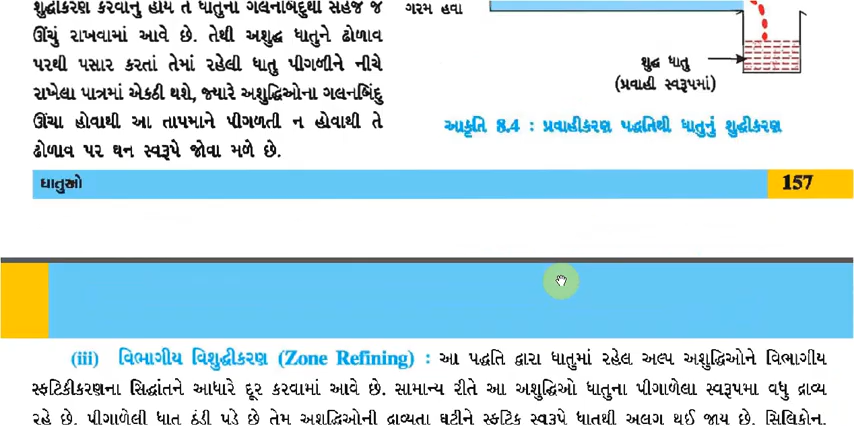 શુદ્ધીકરણ કરવાનું હોય તે ધાતુના ગલનબિંદુથી સહેજ જ
ઊંચું રાખવામાં આવે છે. તેથી અશુદ્ધ ધાતુને ઢોળાવ
પરથી પસાર કરતાં તેમાં રહેલી ધાતુ પીગળીને નીચે
રાખેલા પાત્રમાં એકઠી થશે, જ્યારે અશુદ્ધિઓના ગલનબિંદુ
ઊંચા હોવાથી આ તાપમાને પીગળતી ન હોવાથી તે
ઢોળાવ પર ઘન સ્વરૂપે જોવા મળે છે.
ગરમ હવા
શુદ્ધ ધાતુ
(પ્રવાહી સ્વરૂપમાં)
આકૃતિ 8.4 : પ્રવાહીકરણ પદ્ધતિથી ધાતુનું શુદ્ધીકરણ
ધાતુઓ 157
(iii) વિભાગીય વિશુદ્ધીકરણ (Zone Refining) : આ પદ્ધતિ દ્વારા ધાતુમાં રહેલ અલ્પ અશુદ્ધિઓને વિભાગીય
સ્ફટિકીકરણના સિદ્ધાંતને આધારે દૂર કરવામાં આવે છે. સામાન્ય રીતે આ અશુદ્ધિઓ ધાતુના પીગાળેલા સ્વરૂપમા વધુ દ્રાવ્ય
રહે છે. પીગાળેલી ધાતુ ઠંડી પડે છે તેમ અશુદ્ધિઓની દ્રાવ્યતા ઘટીને સ્ફટિક સ્વરૂપે ધાતુથી અલગ થઈ જાય છે. સિલિકોન,